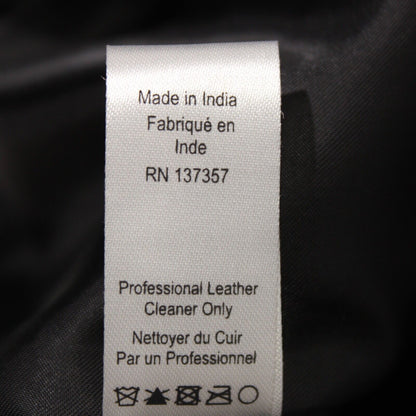 Made in India
Fabriqué en
Inde
RN 137357
Professional Leather
Cleaner Only
Nettoyer du Cuir
Par un Professionnel